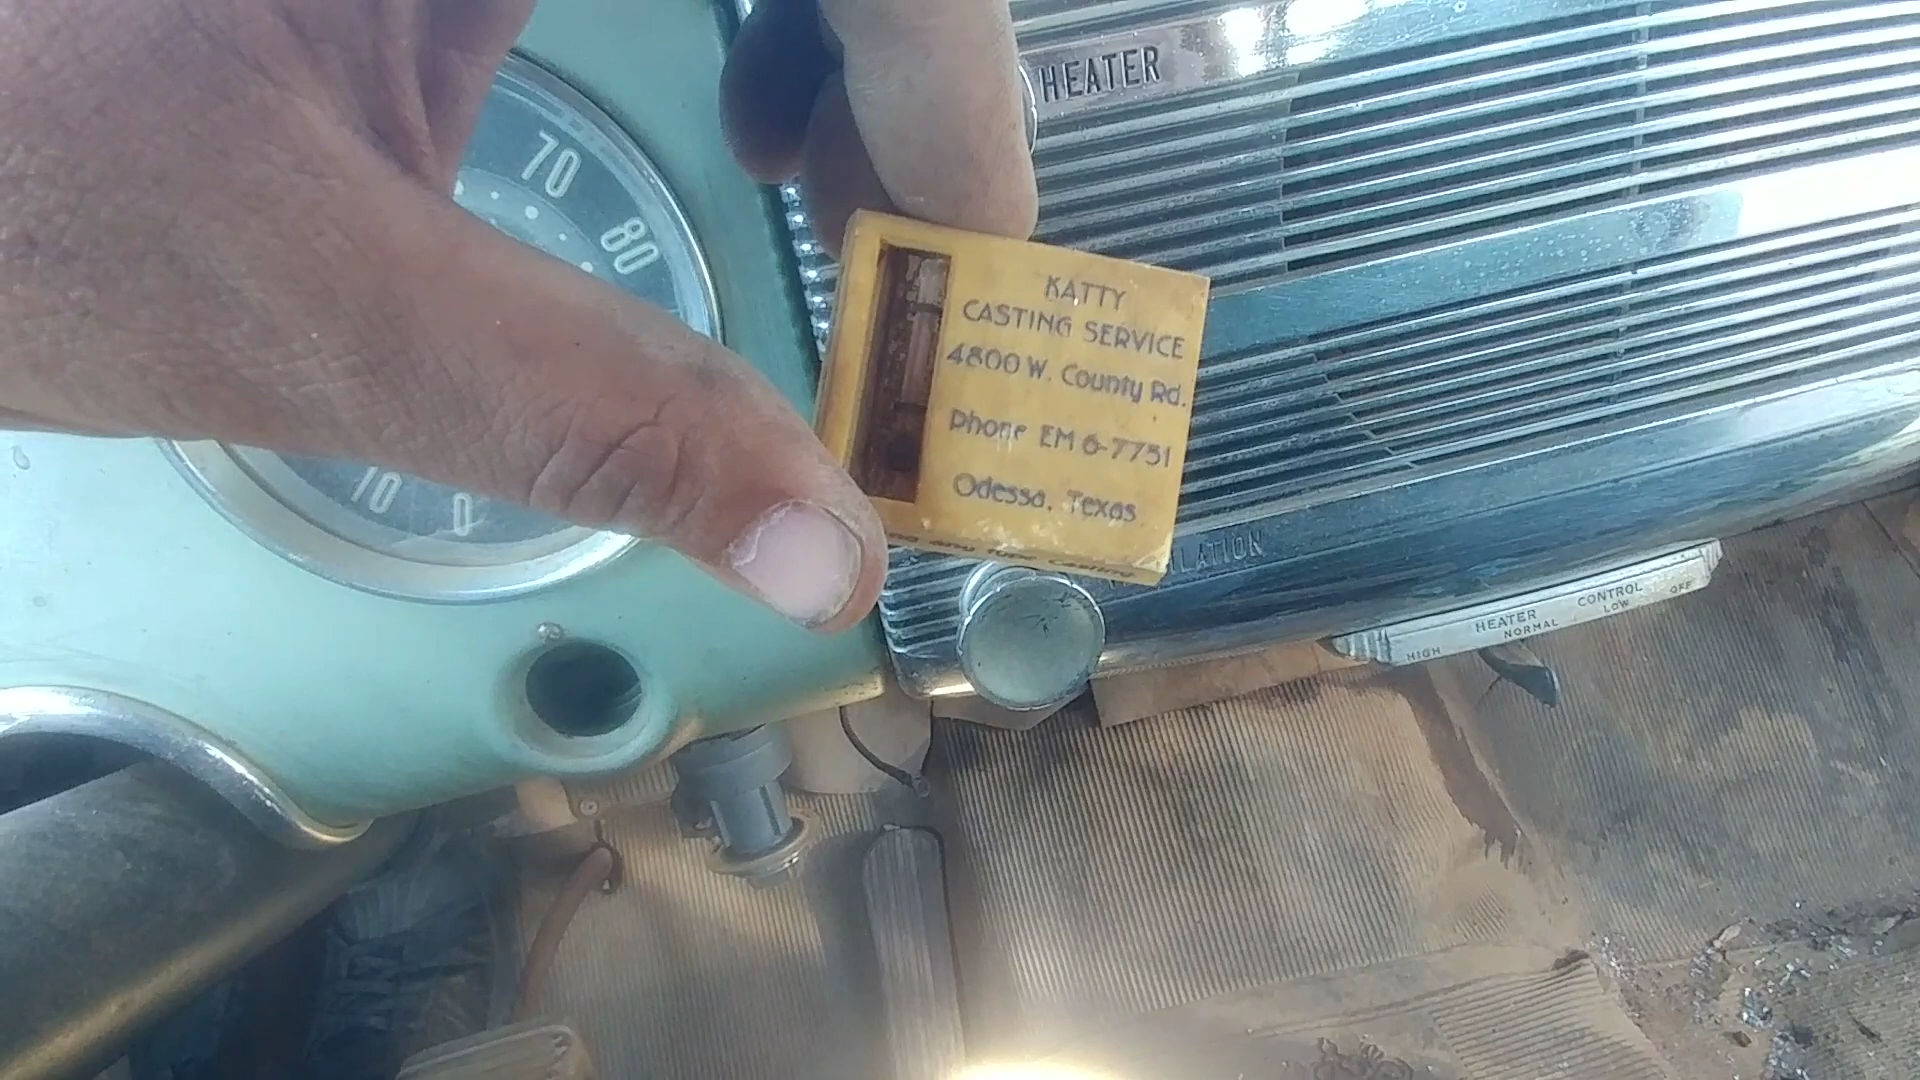 HEATER
70
80
10
0
KATTY
CASTING SERVICE
4800 W. County Rd.
Phone EM 6-7751
Odessa, Texas
HEATER CONTROL
HIGH NORMAL LOW OFF